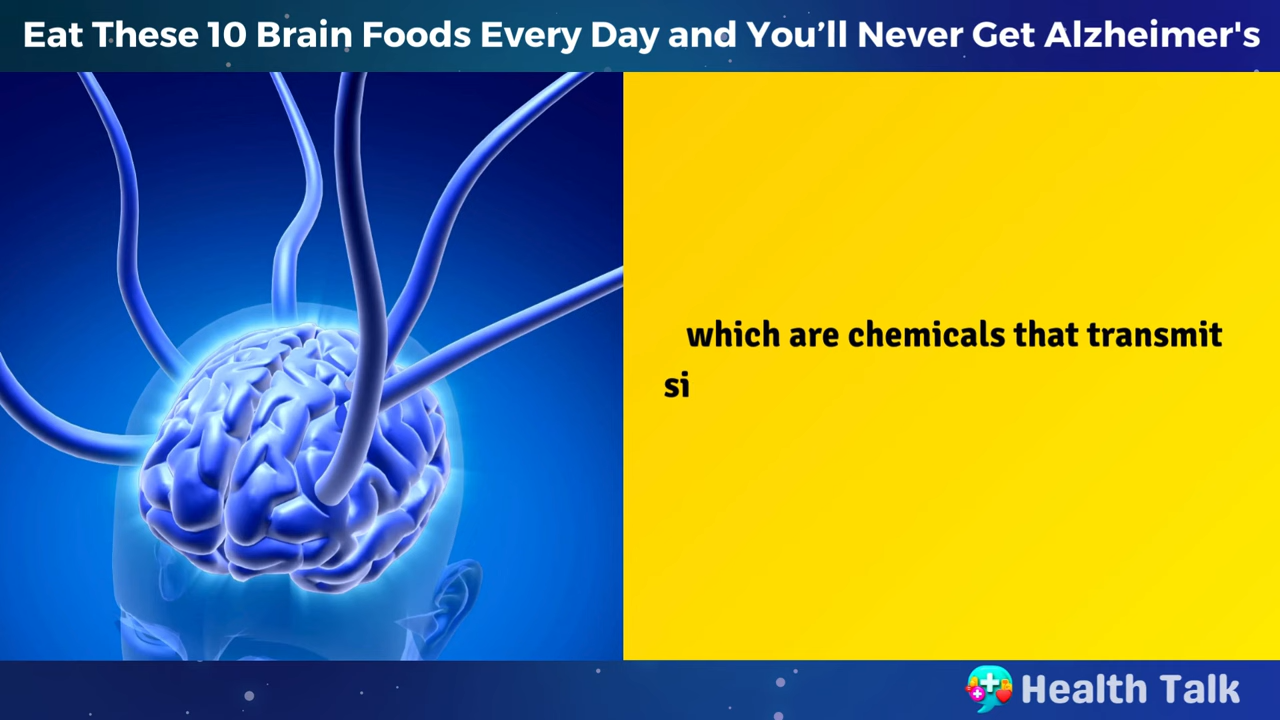 Eat These 10 Brain Foods Every Day and You’ll Never Get Alzheimer's
which are chemicals that transmit
si
Health Talk